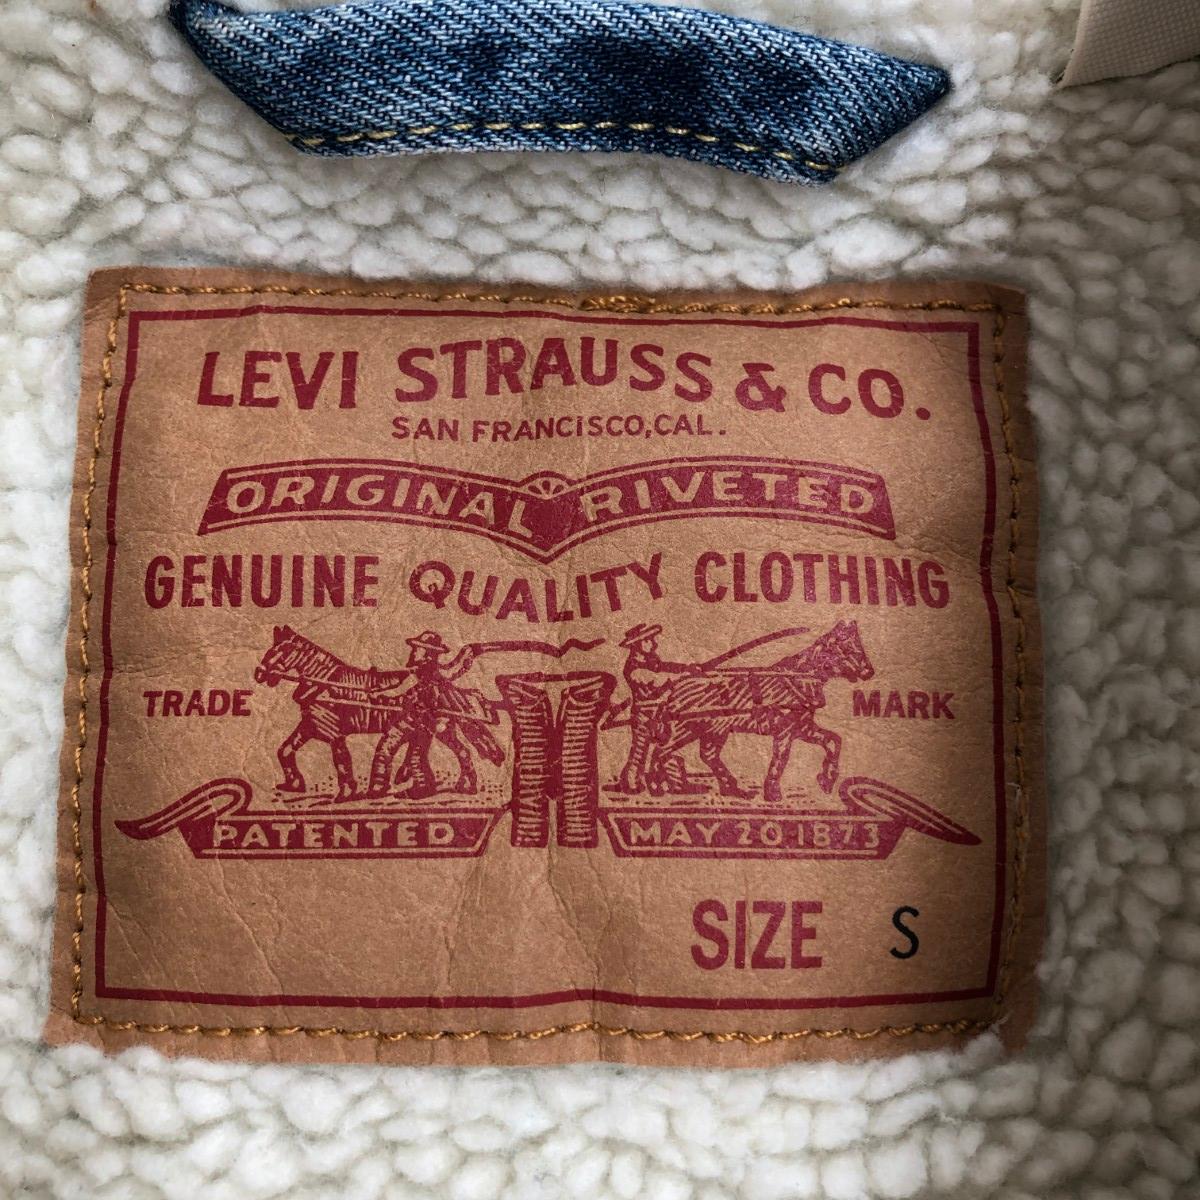 LEVI STRAUSS & CO.
SAN FRANCISCO, CAL.
ORIGINAL RIVETED
GENUINE QUALITY CLOTHING
TRADE MARK
PATENTED MAY 20 1873
SIZE S